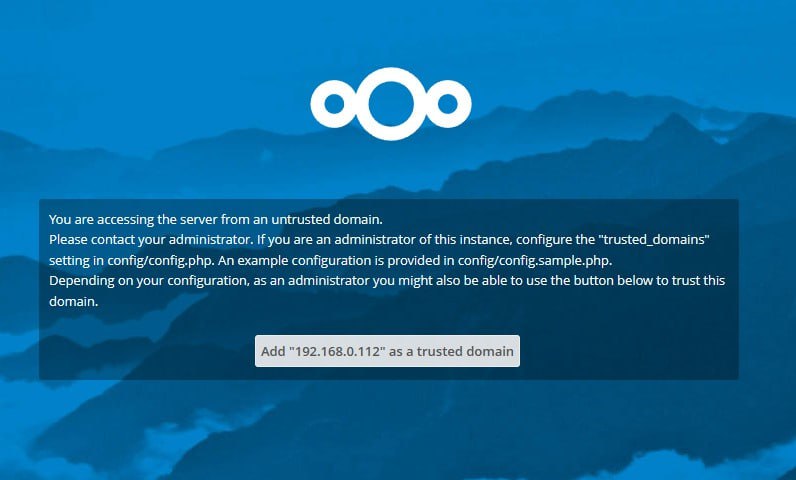 You are accessing the server from an untrusted domain.
Please contact your administrator. If you are an administrator of this instance, configure the "trusted_domains"
setting in config/config.php. An example configuration is provided in config/config.sample.php.
Depending on your configuration, as an administrator you might also be able to use the button below to trust this
domain.
Add "192.168.0.112" as a trusted domain